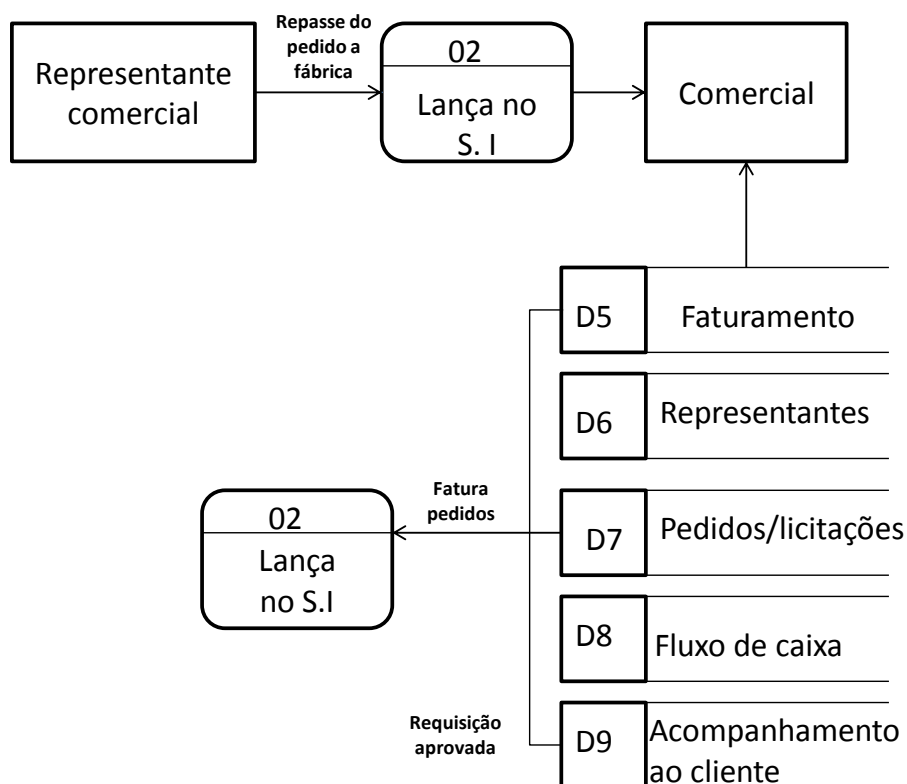 Repasse do
pedido a
fábrica
Representante
comercial
02
Lança no
S. I
Comercial
D5
Faturamento
D6
Representantes
Fatura
pedidos
02
Lança
no S.I
D7
Pedidos/licitações
D8
Fluxo de caixa
Requisição
aprovada
D9
Acompanhamento
ao cliente